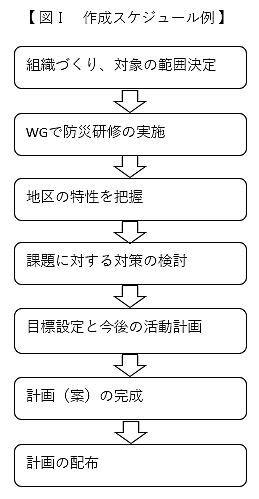 【図Ⅰ　作成スケジュール例】
組織づくり、対象の範囲決定
WGで防災研修の実施
地区の特性を把握
課題に対する対策の検討
目標設定と今後の活動計画
計画（案）の完成
計画の配布